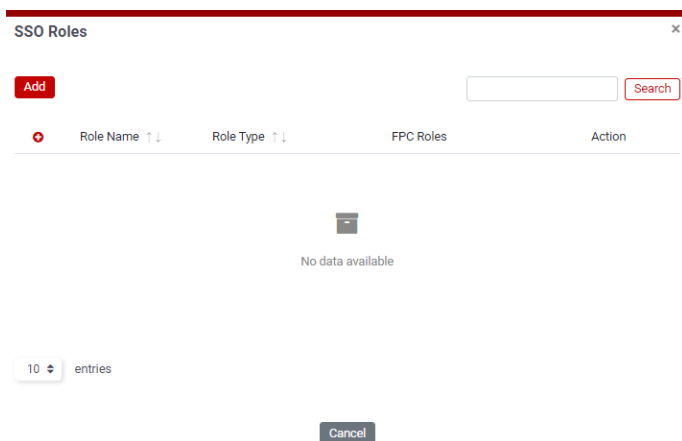 SSO Roles ×
Add Search
Role Name ↑↓ Role Type ↑↓ FPC Roles Action
No data available
10 entries
Cancel